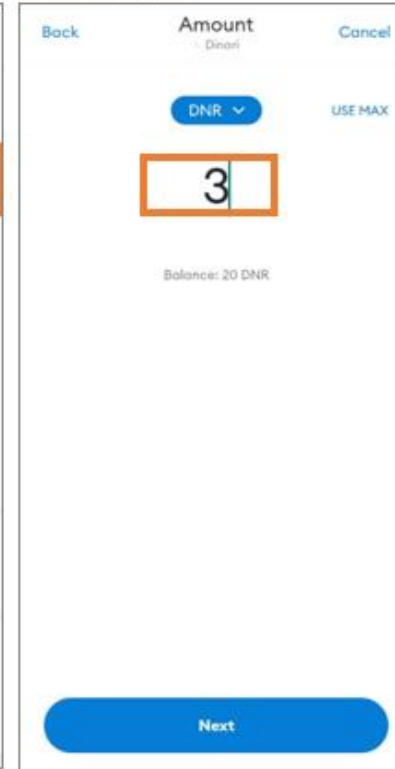 Back Amount Cancel
Dinari
DNR USE MAX
3
Balance: 20 DNR
Next